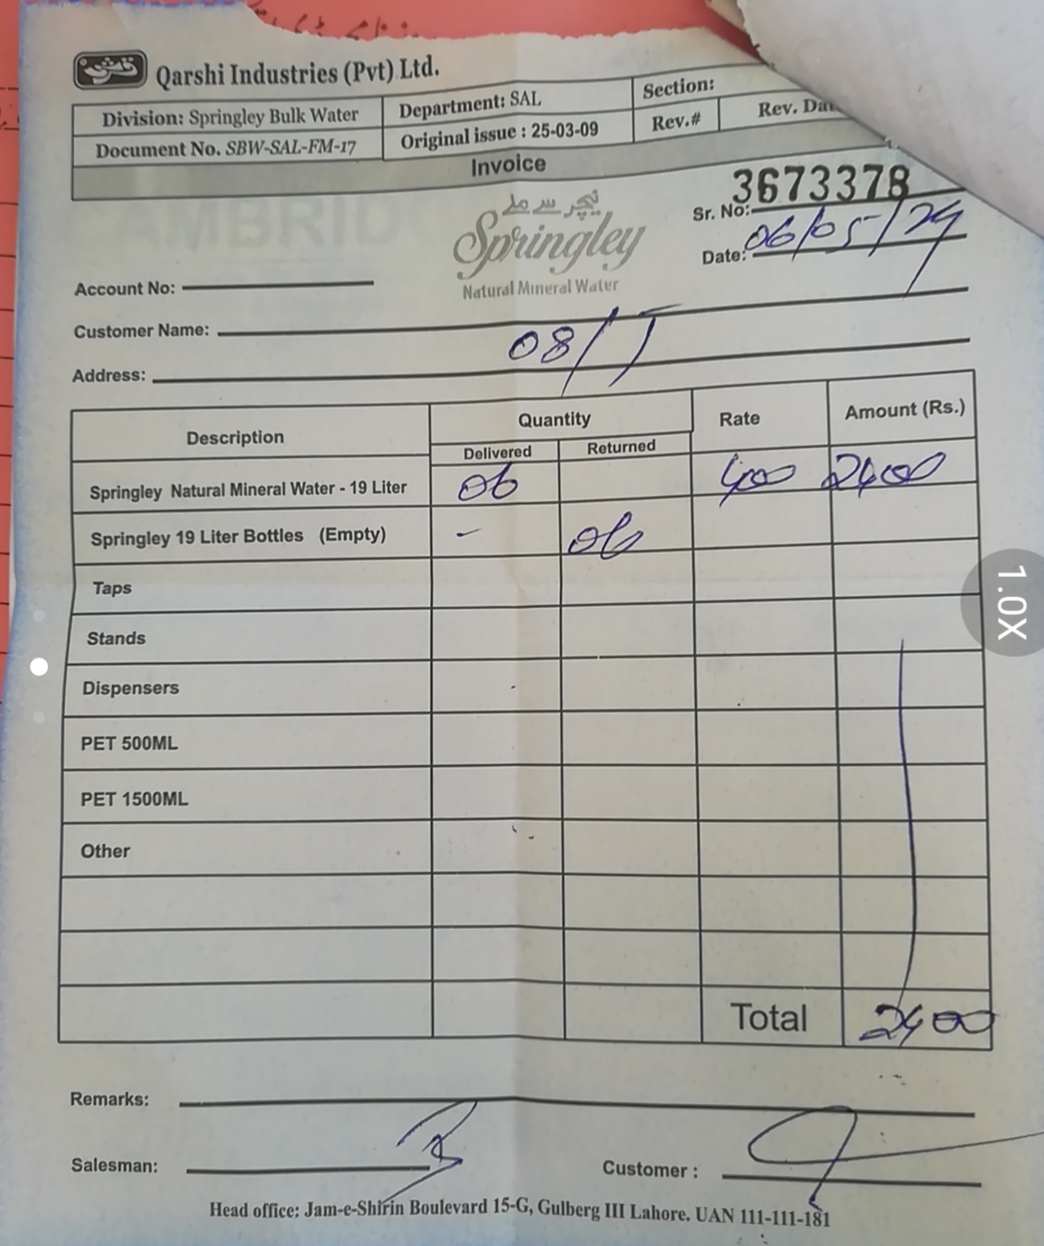 قرشی
Qarshi Industries (Pvt) Ltd.
Division: Springley Bulk Water
Department: SAL
Section:
Document No. SBW-SAL-FM-17
Original issue : 25-03-09
Rev.#
Rev. Da
Invoice
نیچر سے ملے
Springley
Natural Mineral Water
Sr. No: 3673378
Date: 06/05/24
Account No:
Customer Name:
08/J
Address:
Description
Quantity
Rate
Amount (Rs.)
Delivered
Returned
Springley Natural Mineral Water - 19 Liter 06 400 2400
Springley 19 Liter Bottles (Empty) - 06
Taps
Stands
Dispensers
PET 500ML
PET 1500ML
Other
Total 2400
Remarks:
Salesman:
Customer :
Head office: Jam-e-Shirin Boulevard 15-G, Gulberg III Lahore. UAN 111-111-181
1.0X